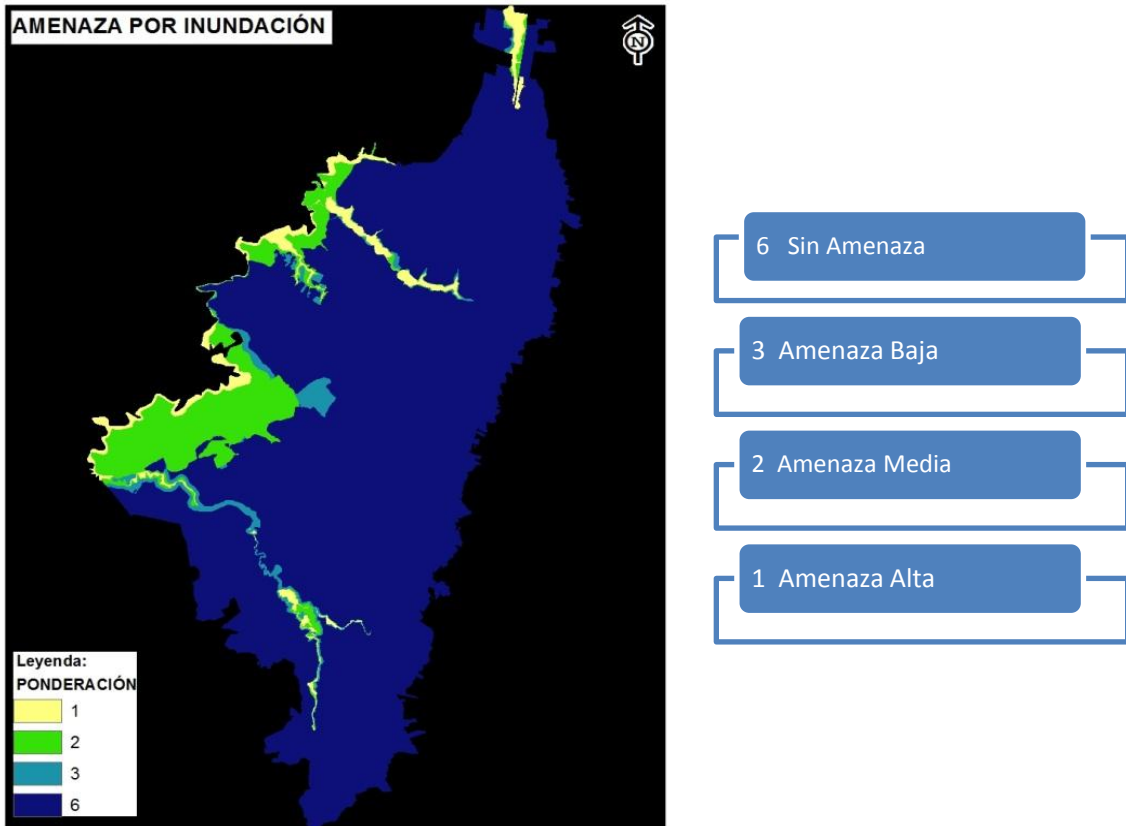 AMENAZA POR INUNDACIÓN
N
Leyenda:
PONDERACIÓN
1
2
3
6
6 Sin Amenaza
3 Amenaza Baja
2 Amenaza Media
1 Amenaza Alta